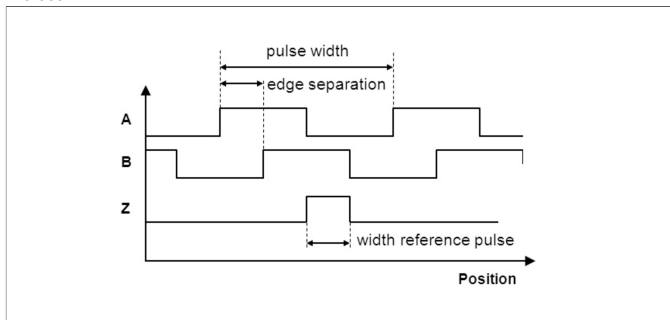 pulse width
edge separation
A
B
Z
width reference pulse
Position